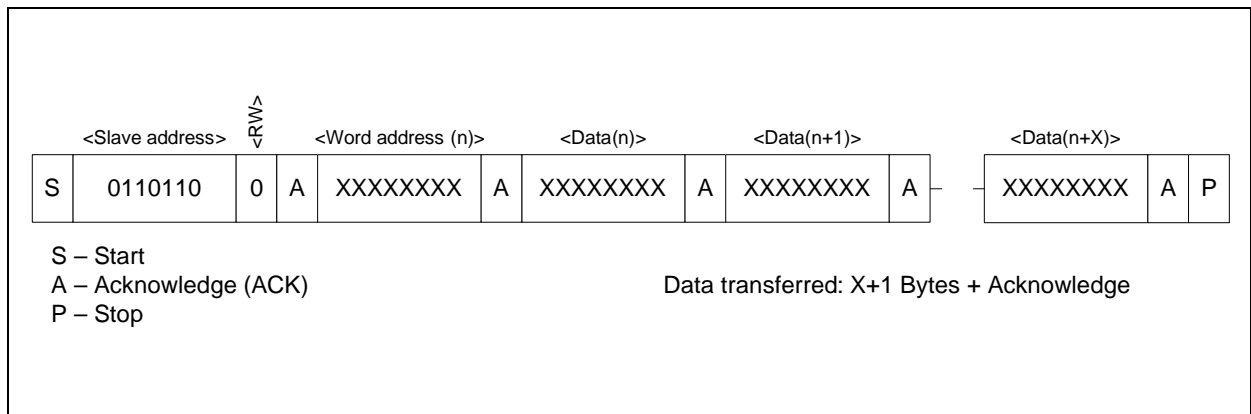 <Slave address> <RW> <Word address (n)> <Data(n)> <Data(n+1)> <Data(n+X)>
S 0110110 0 A XXXXXXXX A XXXXXXXX A XXXXXXXX A XXXXXXXX A P
S – Start
A – Acknowledge (ACK) Data transferred: X+1 Bytes + Acknowledge
P – Stop